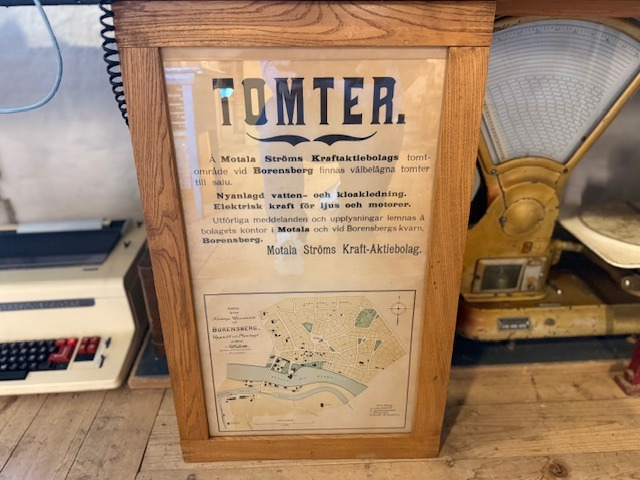 TOMTER.
Å Motala Ströms Kraftaktiebolags tomt-
område vid Borensberg finnas välbelägna tomter
till salu.
Nyanlagd vatten- och kloakledning.
Elektrisk kraft för ljus och motorer.
Utförliga meddelanden och upplysningar lemnas å
bolagets kontor i Motala och vid Borensbergs kvarn,
Borensberg.
Motala Ströms Kraft-Aktiebolag.
BORENSBERG,